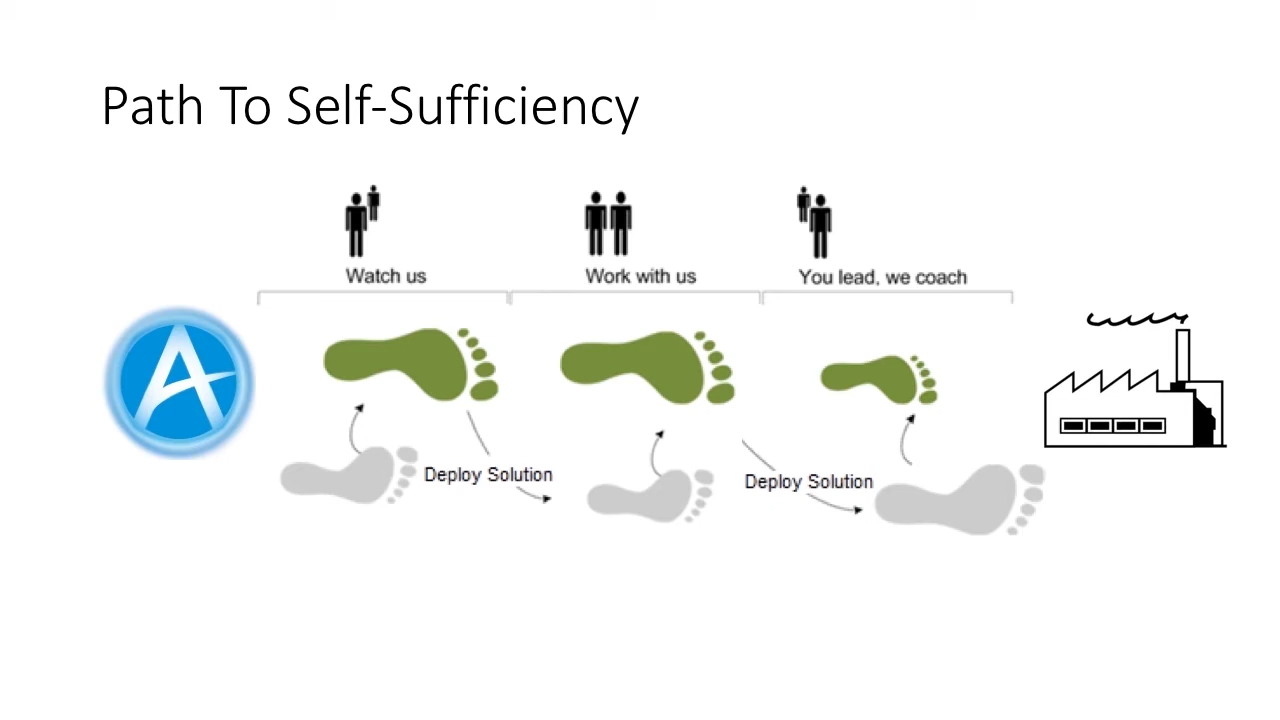 Path To Self-Sufficiency
Watch us
Work with us
You lead, we coach
Deploy Solution
Deploy Solution